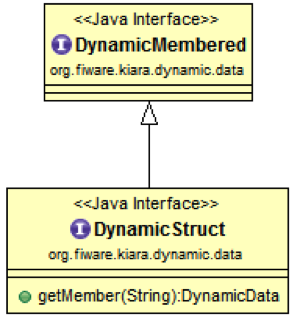 <<Java Interface>>
I DynamicMembered
org.fiware.kiara.dynamic.data
<<Java Interface>>
I DynamicStruct
org.fiware.kiara.dynamic.data
getMember(String):DynamicData